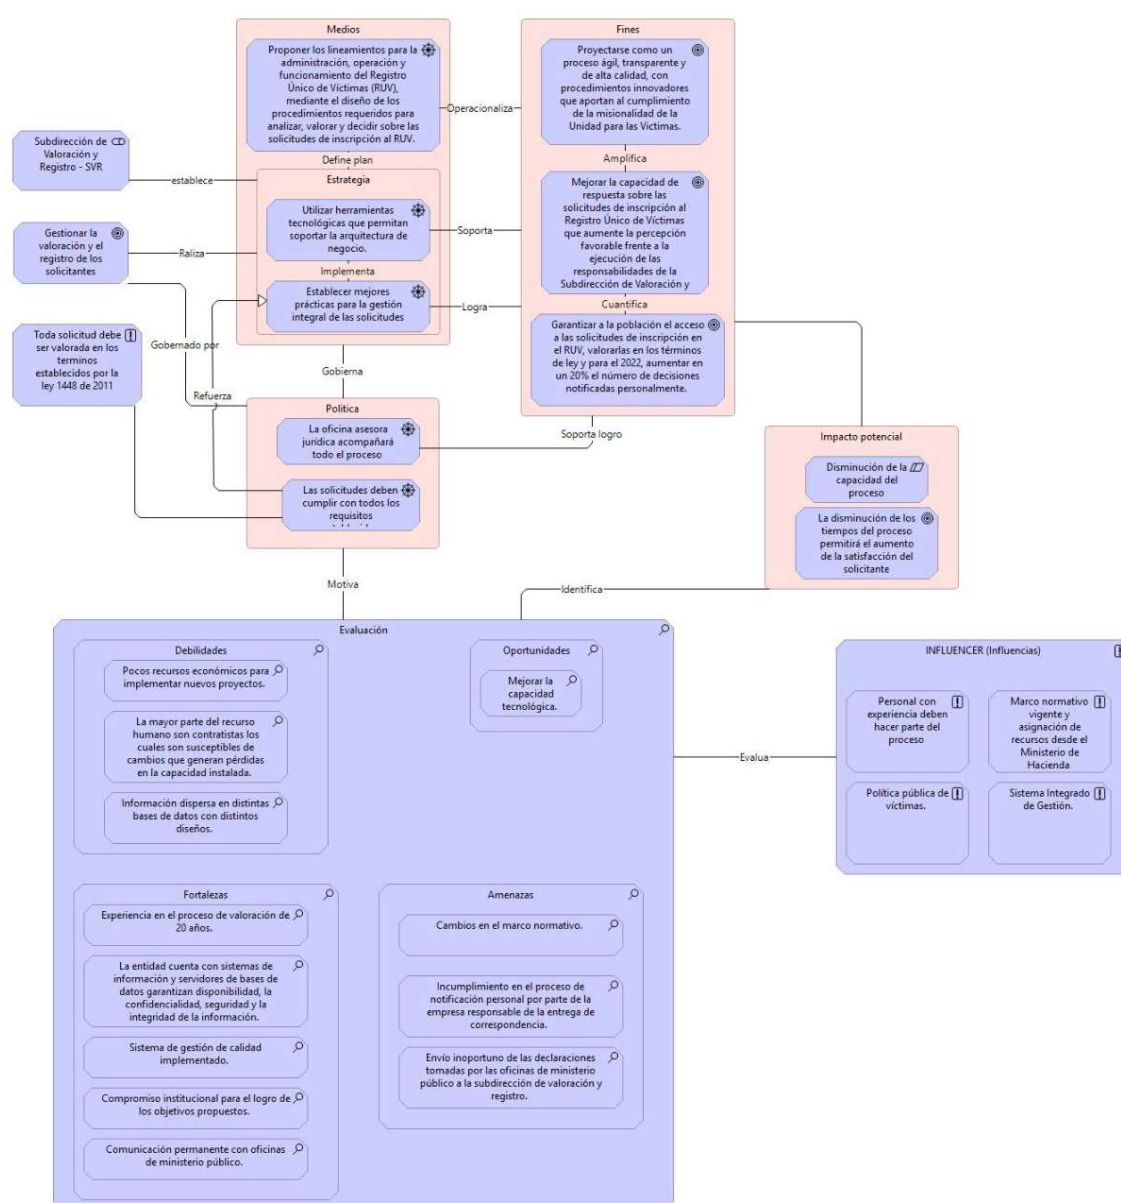 Medios
Proponer los lineamientos para la
administración, operación y
funcionamiento del Registro
Único de Víctimas (RUV),
mediante el diseño de los
procedimientos requeridos para
analizar, valorar y decidir sobre las
solicitudes de inscripción al RUV.
Define plan
Estrategia
Utilizar herramientas
tecnológicas que permitan
soportar la arquitectura de
negocio.
Implementa
Establecer mejores
prácticas para la gestión
integral de las solicitudes
Operacionaliza
Soporta
Logra
Fines
Proyectarse como un
proceso ágil, transparente y
de alta calidad, con
procedimientos innovadores
que aportan al cumplimiento
de la misionalidad de la
Unidad para las Victimas.
Amplifica
Mejorar la capacidad de
respuesta sobre las
solicitudes de inscripción al
Registro Único de Víctimas
que aumente la percepción
favorable frente a la
ejecución de las
responsabilidades de la
Subdirección de Valoración y
Cuantifica
Garantizar a la población el acceso
a las solicitudes de inscripción en
el RUV, valorarlas en los términos
de ley y para el 2022, aumentar en
un 20% el número de decisiones
notificadas personalmente.
Subdirección de
Valoración y
Registro - SVR
establece
Gestionar la
valoración y el
registro de los
solicitantes
Raliza
Toda solicitud debe
ser valorada en los
terminos
establecidos por la
ley 1448 de 2011
Gobernado por
Refuerza
Gobierna
Politica
La oficina asesora
jurídica acompañará
todo el proceso
Las solicitudes deben
cumplir con todos los
requisitos
Soporta logro
Impacto potencial
Disminución de la
capacidad del
proceso
La disminución de los
tiempos del proceso
permitirá el aumento
de la satisfacción del
solicitante
Motiva
Identifica
Evaluación
Debilidades
Pocos recursos económicos para
implementar nuevos proyectos.
La mayor parte del recurso
humano son contratistas los
cuales son susceptibles de
cambios que generan pérdidas
en la capacidad instalada.
Información dispersa en distintas
bases de datos con distintos
diseños.
Oportunidades
Mejorar la
capacidad
tecnológica.
Evalua
INFLUENCER (Influencias)
Personal con
experiencia deben
hacer parte del
proceso
Marco normativo
vigente y
asignación de
recursos desde el
Ministerio de
Hacienda
Política pública de
víctimas.
Sistema Integrado
de Gestión.
Fortalezas
Experiencia en el proceso de valoración de
20 años.
La entidad cuenta con sistemas de
información y servidores de bases de
datos garantizan disponibilidad, la
confidencialidad, seguridad y la
integridad de la información.
Sistema de gestión de calidad
implementado.
Compromiso institucional para el logro de
los objetivos propuestos.
Comunicación permanente con oficinas
de ministerio público.
Amenazas
Cambios en el marco normativo.
Incumplimiento en el proceso de
notificación personal por parte de la
empresa responsable de la entrega de
correspondencia.
Envío inoportuno de las declaraciones
tomadas por las oficinas de ministerio
público a la subdirección de valoración y
registro.